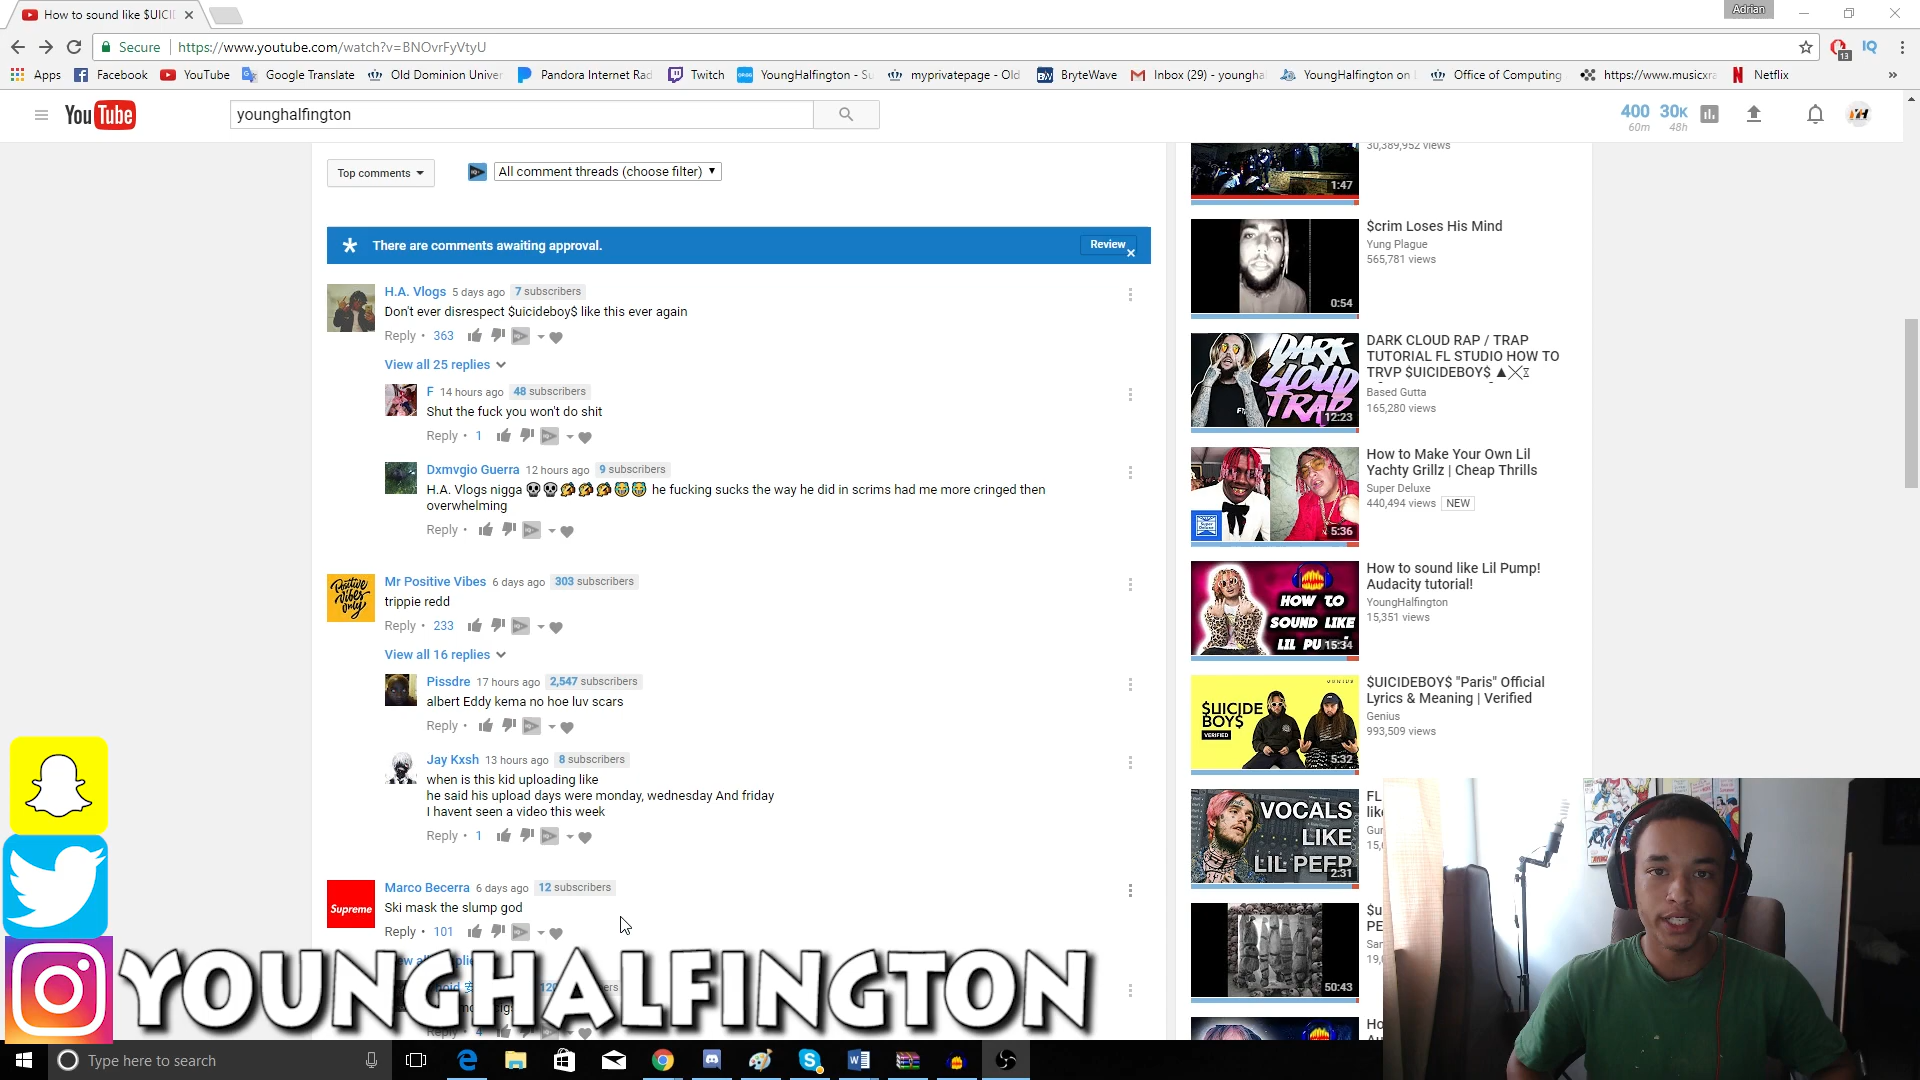 How to sound like $UICI
Adrian
Secure
https://www.youtube.com/watch?v=BNOvrFyVtyU
13
IQ
Apps
Facebook
YouTube
Google Translate
Old Dominion Univer
Pandora Internet Rad
Twitch
YoungHalfington - Su
myprivatepage - Old
BryteWave
Inbox (29) - youngha
YoungHalfington on
Office of Computing
https://www.musicxra
Netflix
YouTube
younghalfington
400
60m
30K
48h
Top comments
All comment threads (choose filter)
There are comments awaiting approval.
Review
H.A. Vlogs 5 days ago 7 subscribers
Don't ever disrespect $uicideboy$ like this ever again
Reply • 363
View all 25 replies
F 14 hours ago 48 subscribers
Shut the fuck you won't do shit
Reply • 1
Dxmvgio Guerra 12 hours ago 9 subscribers
H.A. Vlogs nigga 💀💀 he fucking sucks the way he did in scrims had me more cringed then
overwhelming
Reply •
Positive
vibes
only
Mr Positive Vibes 6 days ago 303 subscribers
trippie redd
Reply • 233
View all 16 replies
Pissdre 17 hours ago 2,547 subscribers
albert Eddy kema no hoe luv scars
Reply •
Jay Kxsh 13 hours ago 8 subscribers
when is this kid uploading like
he said his upload days were monday, wednesday And friday
I havent seen a video this week
Reply • 1
Supreme
Marco Becerra 6 days ago 12 subscribers
Ski mask the slump god
Reply • 101
YOUNGHALFINGTON
30,389,952 views
1:47
$crim Loses His Mind
Yung Plague
565,781 views
0:54
DARK CLOUD RAP / TRAP
TUTORIAL FL STUDIO HOW TO
TRVP $UICIDEBOY$
Based Gutta
165,280 views
DARK
CLOUD
TRAP
12:23
How to Make Your Own Lil
Yachty Grillz | Cheap Thrills
Super Deluxe
440,494 views NEW
5:36
How to sound like Lil Pump!
Audacity tutorial!
YoungHalfington
15,351 views
HOW TO
SOUND LIKE
LIL PU
15:34
$UICIDEBOY$ "Paris" Official
Lyrics & Meaning | Verified
Genius
993,509 views
$UICIDE
BOY$
VERIFIED
5:32
VOCALS
LIKE
LIL PEEP
2:31
50:43
Type here to search